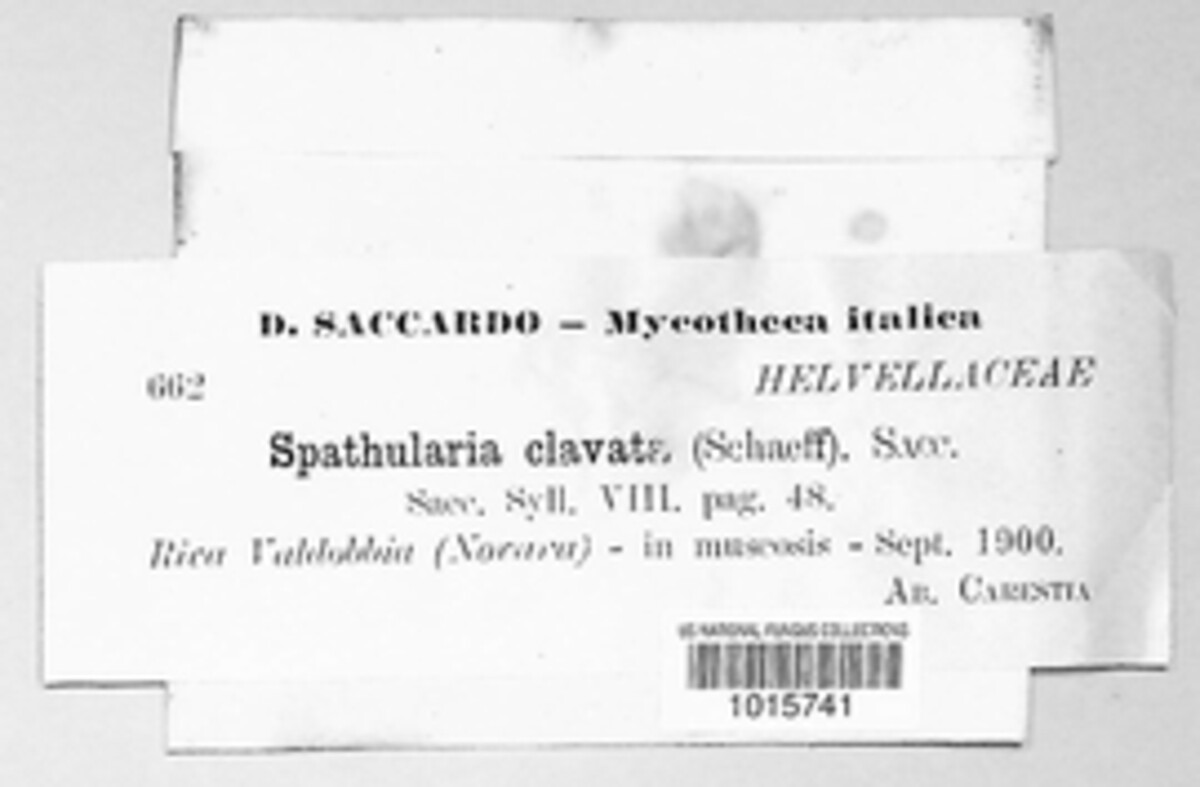 D. SACCARDO – Mycotheca italica
662
HELVELLACEAE
Spathularia clavata (Schaeff). SACC.
Sacc. Syll. VIII. pag. 48.
Riva Valdobbia (Novara) - in muscosis - Sept. 1900.
AB. CARESTIA
US NATIONAL FUNGUS COLLECTIONS
1015741